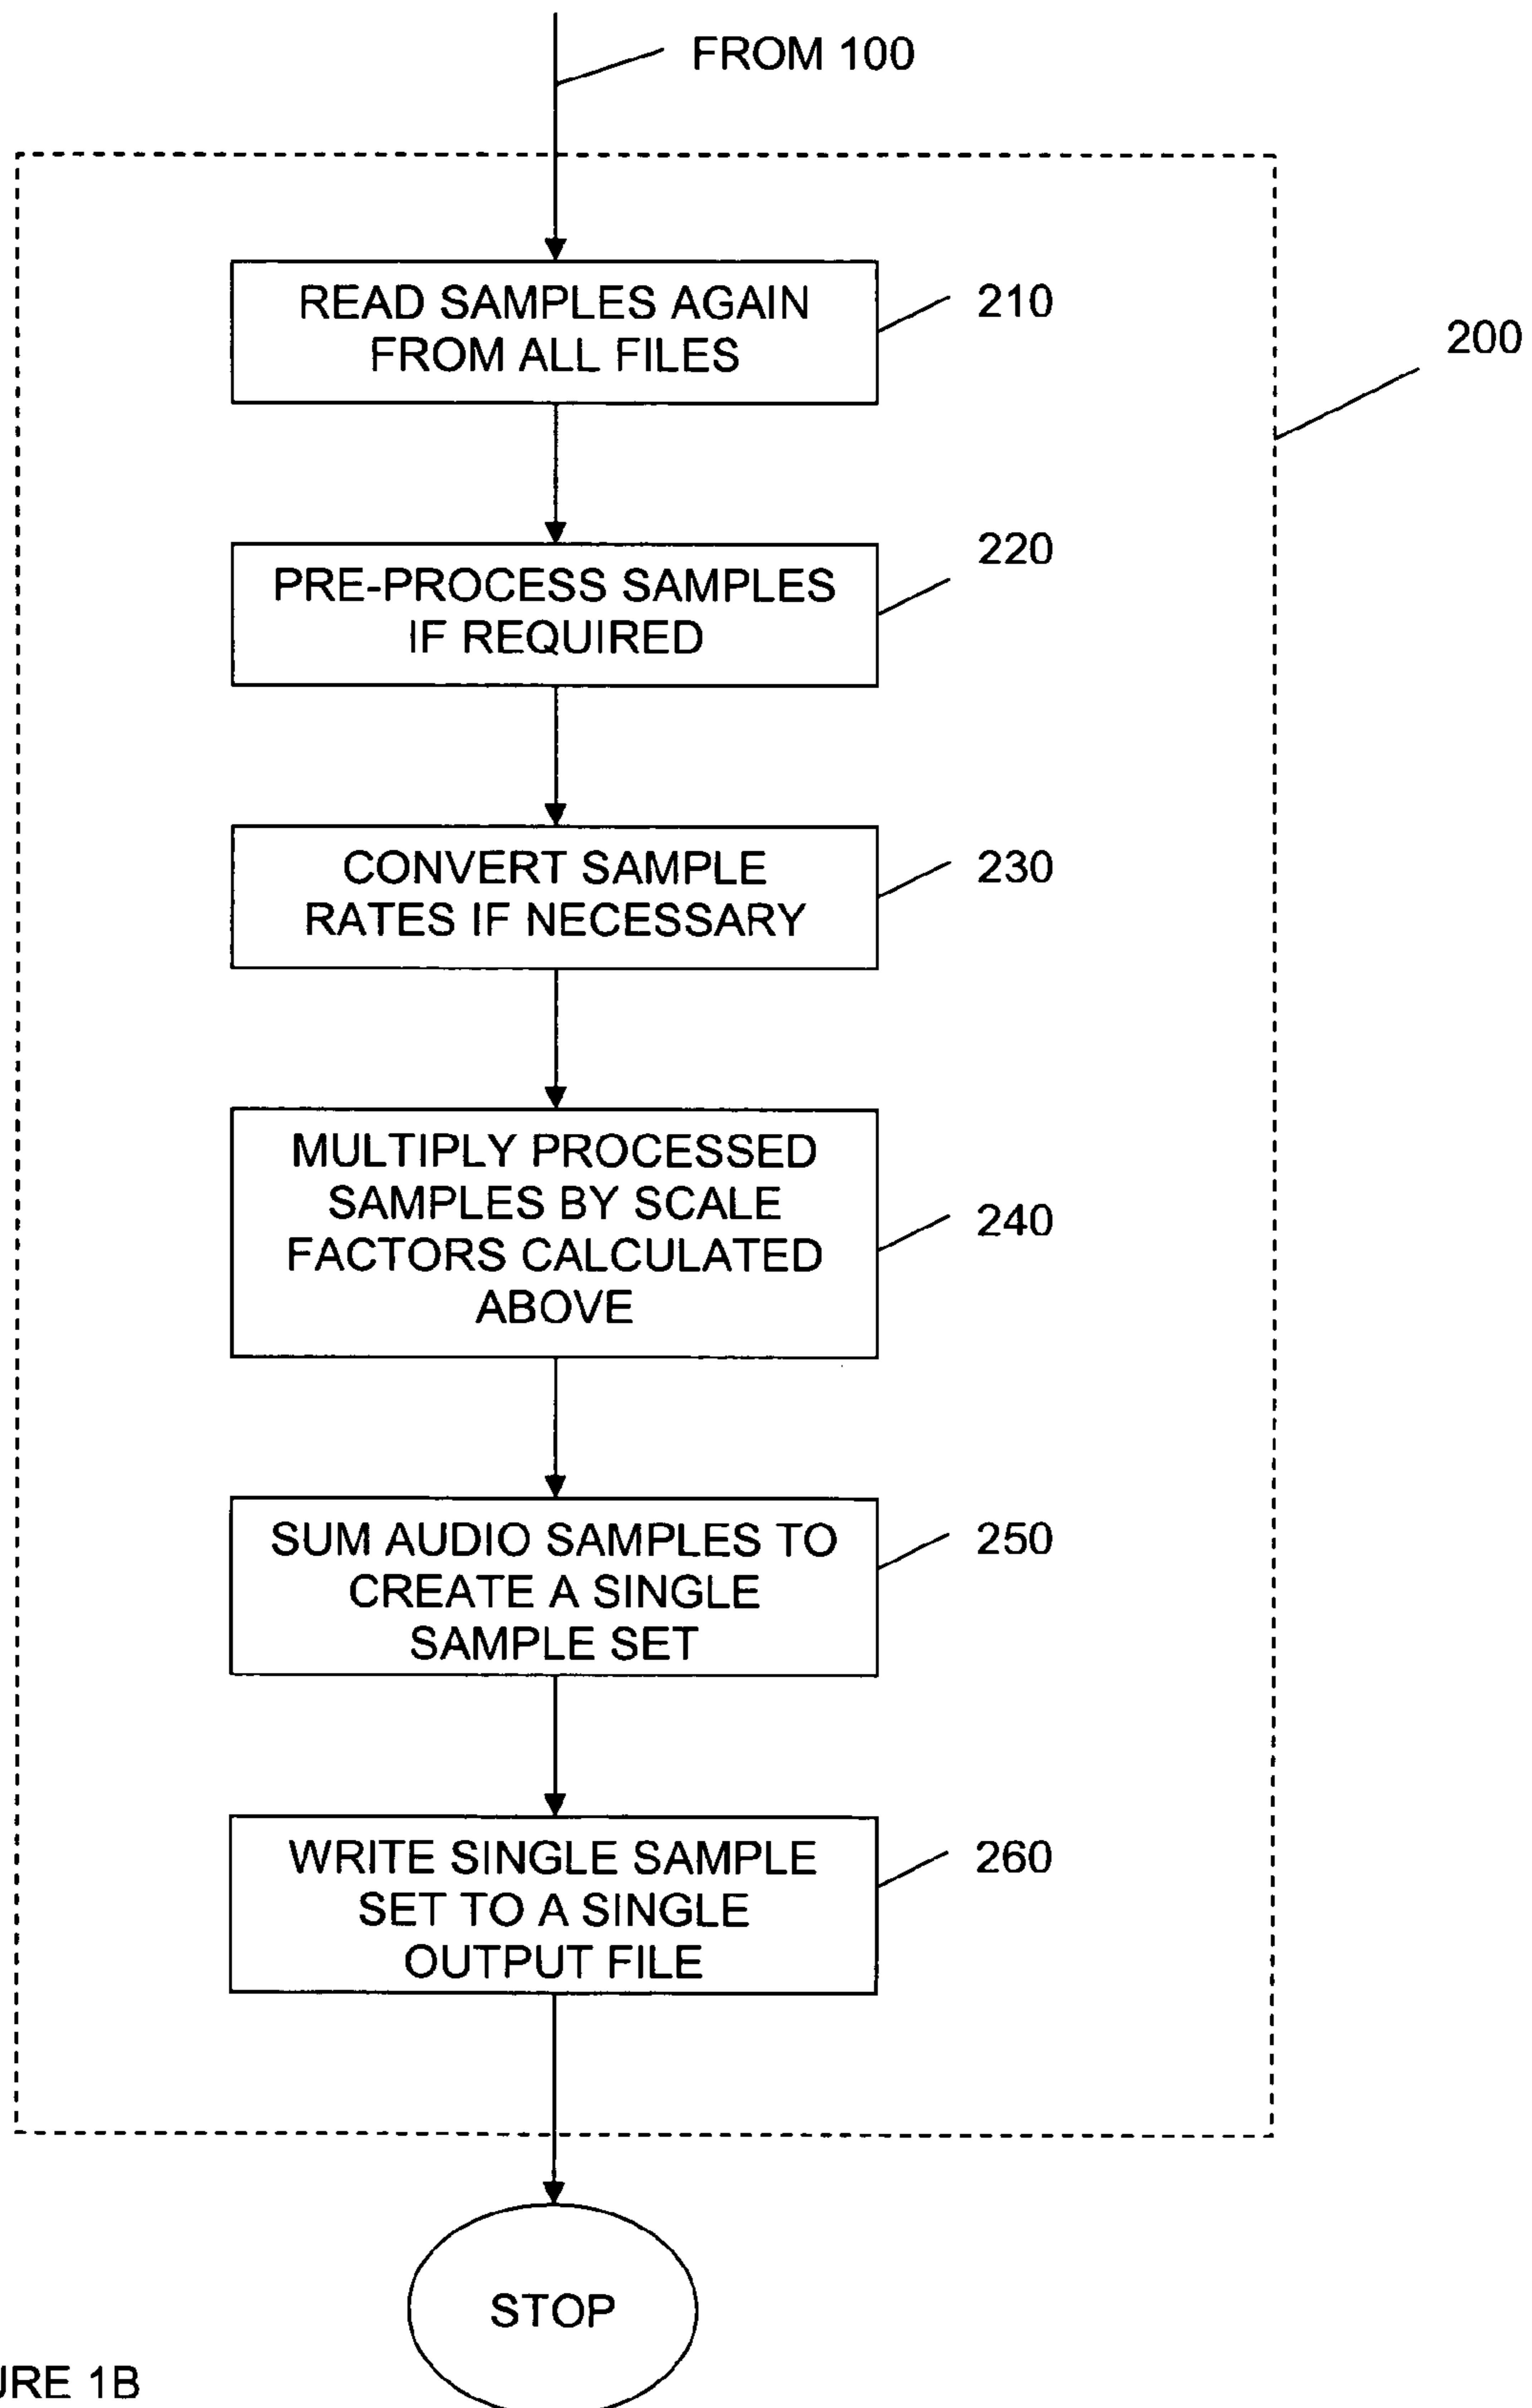 FROM 100
READ SAMPLES AGAIN
FROM ALL FILES
210
200
PRE-PROCESS SAMPLES
IF REQUIRED
220
CONVERT SAMPLE
RATES IF NECESSARY
230
MULTIPLY PROCESSED
SAMPLES BY SCALE
FACTORS CALCULATED
ABOVE
240
SUM AUDIO SAMPLES TO
CREATE A SINGLE
SAMPLE SET
250
WRITE SINGLE SAMPLE
SET TO A SINGLE
OUTPUT FILE
260
STOP
URE 1B